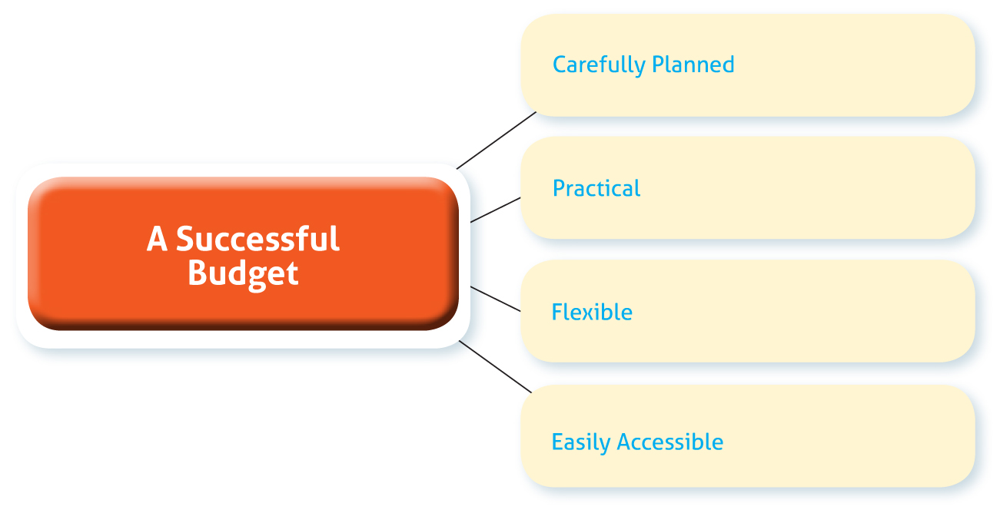 A Successful
Budget
Carefully Planned
Practical
Flexible
Easily Accessible